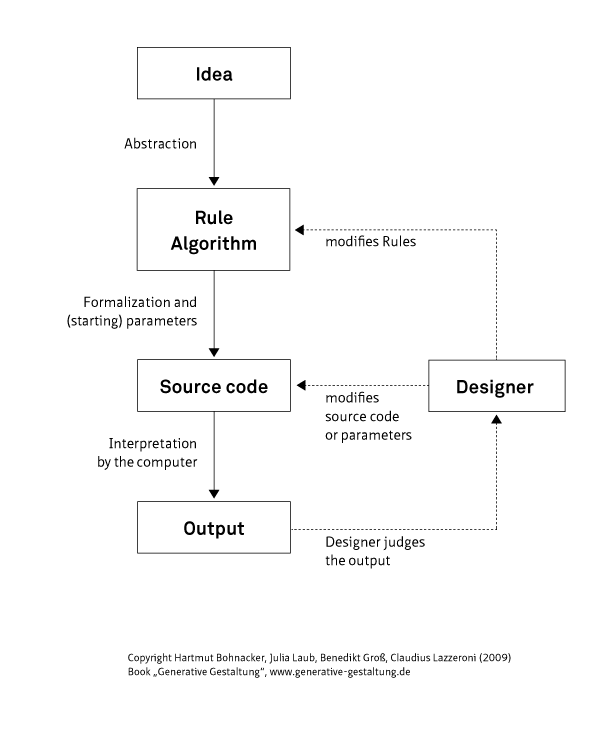 Idea
Abstraction
Rule
Algorithm
modifies Rules
Formalization and
(starting) parameters
Source code
Designer
modifies
source code
or parameters
Interpretation
by the computer
Output
Designer judges
the output
Copyright Hartmut Bohnacker, Julia Laub, Benedikt Groß, Claudius Lazzeroni (2009)
Book „Generative Gestaltung“, www.generative-gestaltung.de